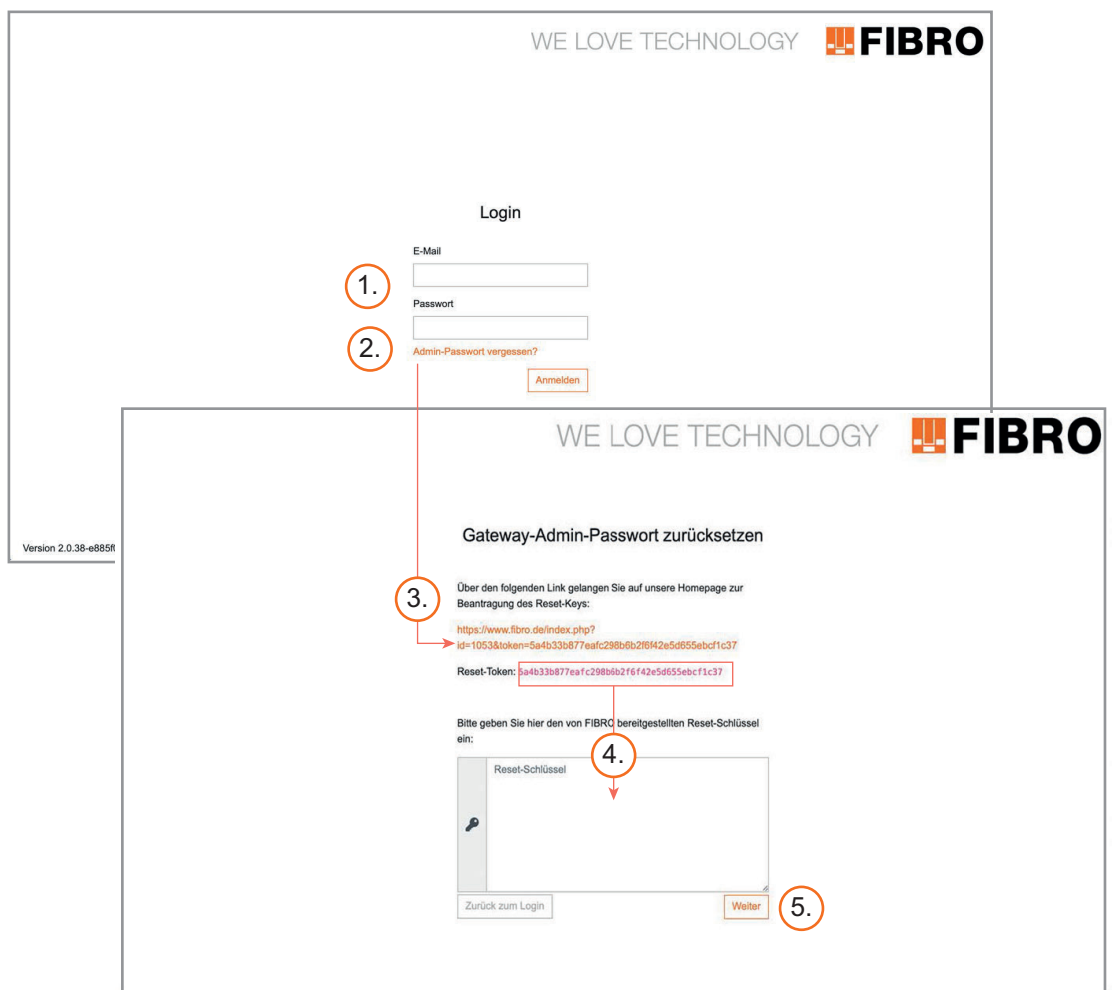 WE LOVE TECHNOLOGY FIBRO
Login
E-Mail
1.
Passwort
2.
Admin-Passwort vergessen?
Anmelden
Version 2.0.38-e885f
WE LOVE TECHNOLOGY FIBRO
Gateway-Admin-Passwort zurücksetzen
3.
Über den folgenden Link gelangen Sie auf unsere Homepage zur
Beantragung des Reset-Keys:
https://www.fibro.de/index.php?
id=1053&token=5a4b33b877eafc298b6b2f6f42e5d655ebcf1c37
Reset-Token: 5a4b33b877eafc298b6b2f6f42e5d655ebcf1c37
Bitte geben Sie hier den von FIBRO bereitgestellten Reset-Schlüssel
ein:
4.
Reset-Schlüssel
Zurück zum Login
Weiter
5.